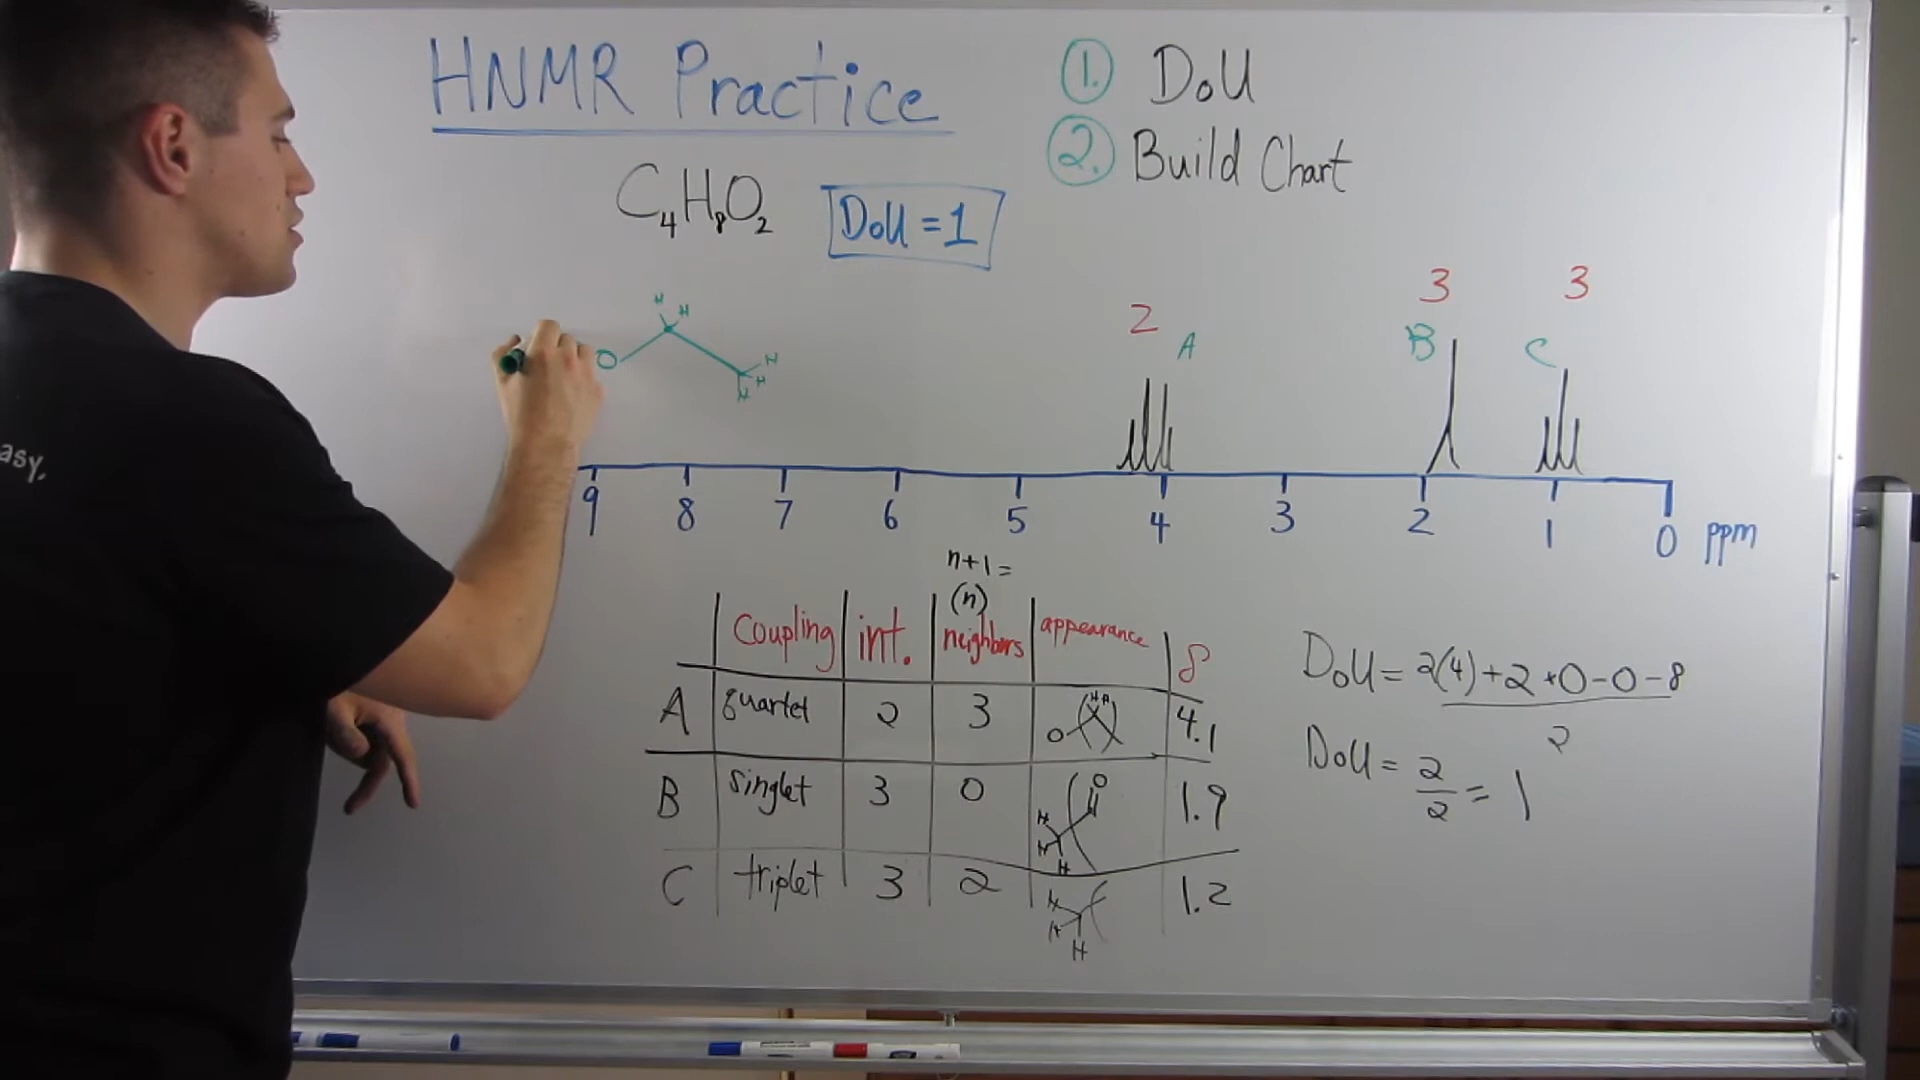 HNMR Practice
1. DoU
2. Build Chart
C4H8O2
DoU = 1
H H
O
H
H
H
2
A
3
B
3
C
asy,
9 8 7 6 5 4 3 2 1 0 ppm
n+1=
(n)
coupling int. neighbors appearance δ
A quartet 2 3 O H H 4.1
B singlet 3 0 O H H H 1.9
C triplet 3 2 H H H 1.2
DoU = 2(4)+2+0-0-8
2
DoU = 2
2
= 1